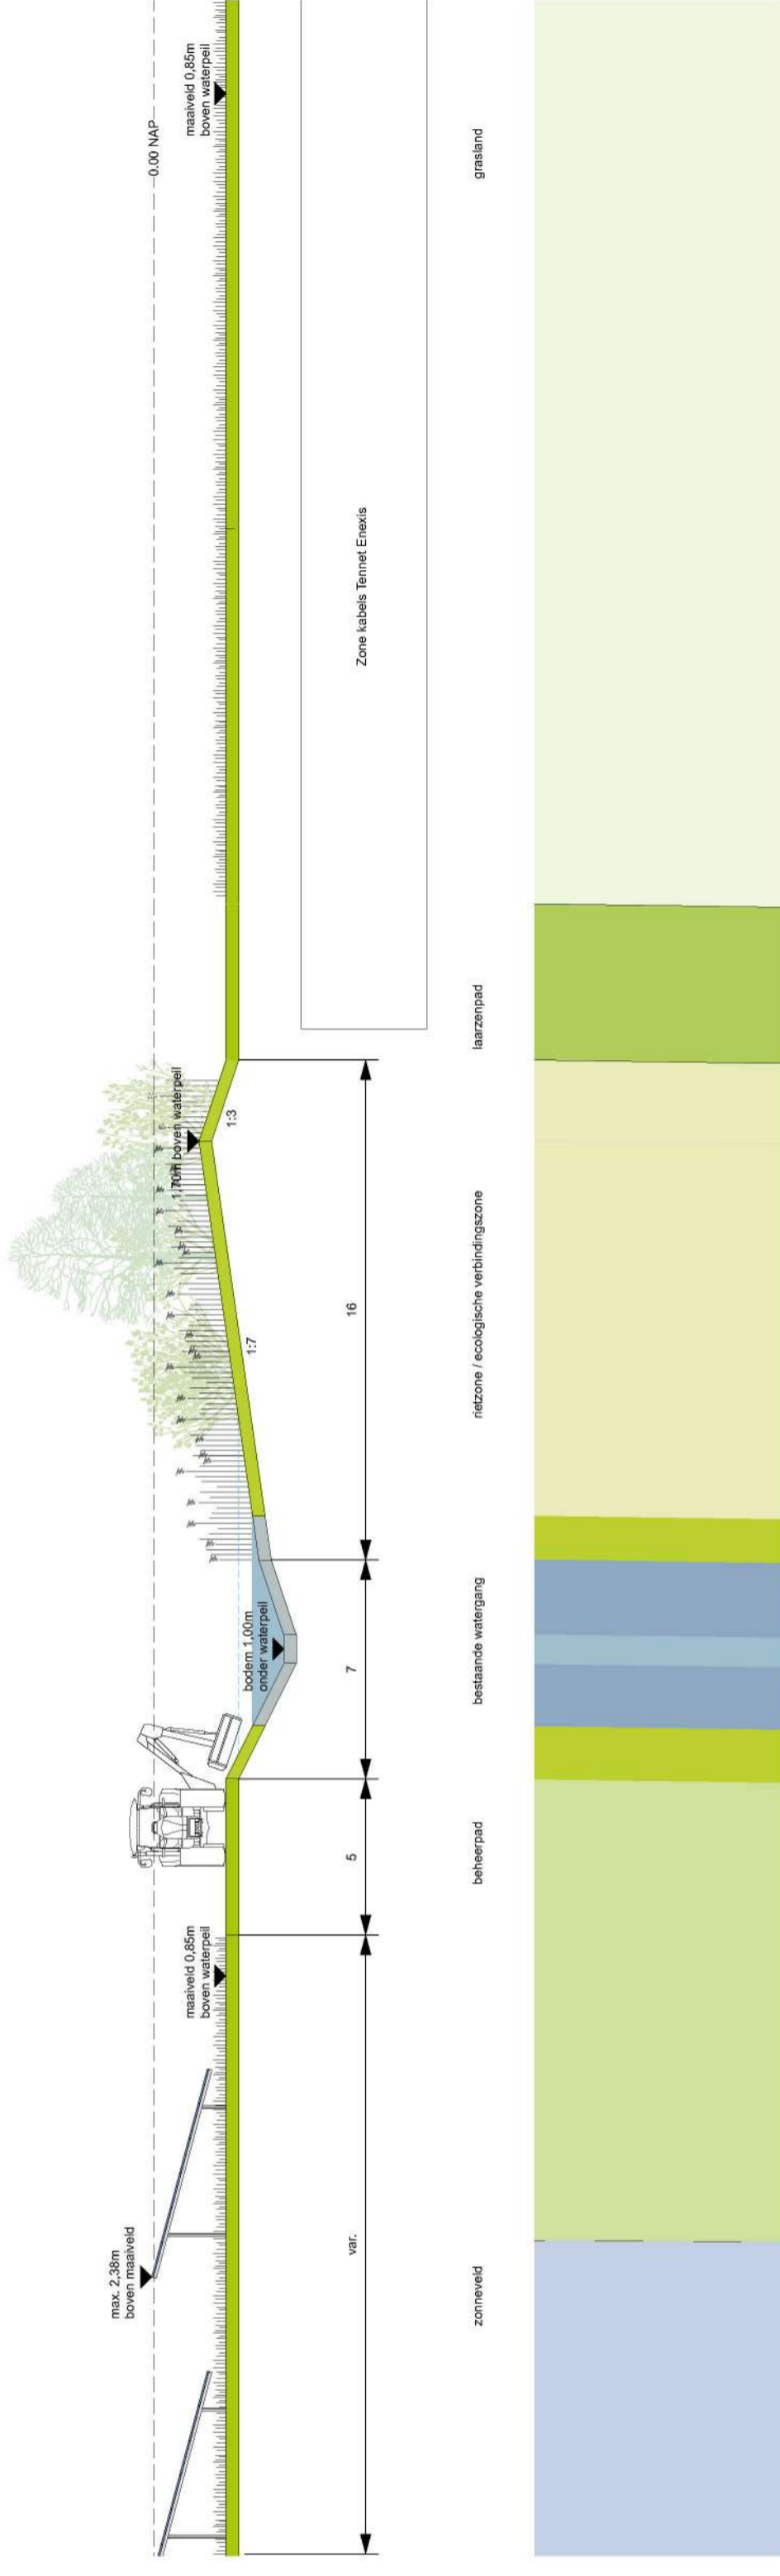 max. 2,38m
boven maaiveld
maaiveld 0,85m
boven waterpeil
bodem 1,00m
onder waterpeil
1,70m boven waterpeil
0.00 NAP
maaiveld 0,85m
boven waterpeil
1:7
1:3
var.
5
7
16
Zone kabels Tennet Enexis
zonneveld
beheerpad
bestaande watergang
rietzone / ecologische verbindingszone
laarzenpad
grasland